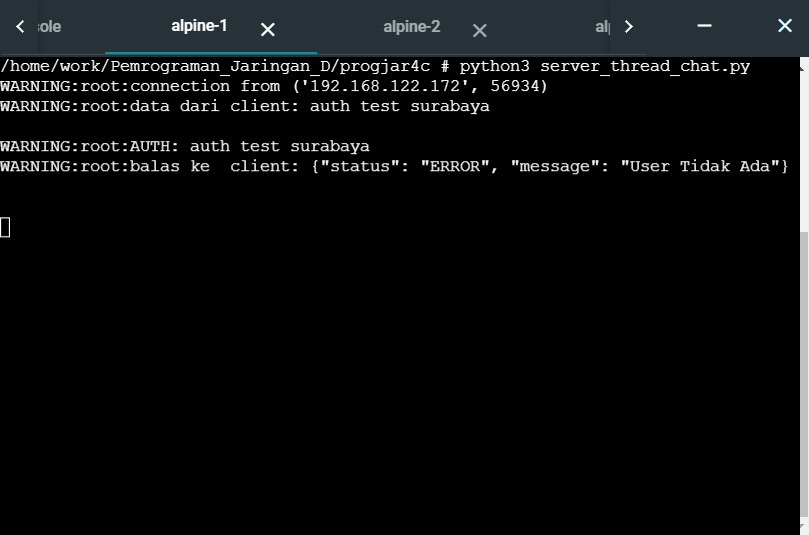 ole alpine-1 alpine-2 al
/home/work/Pemrograman_Jaringan_D/progjar4c # python3 server_thread_chat.py
WARNING:root:connection from ('192.168.122.172', 56934)
WARNING:root:data dari client: auth test surabaya
WARNING:root:AUTH: auth test surabaya
WARNING:root:balas ke  client: {"status": "ERROR", "message": "User Tidak Ada"}